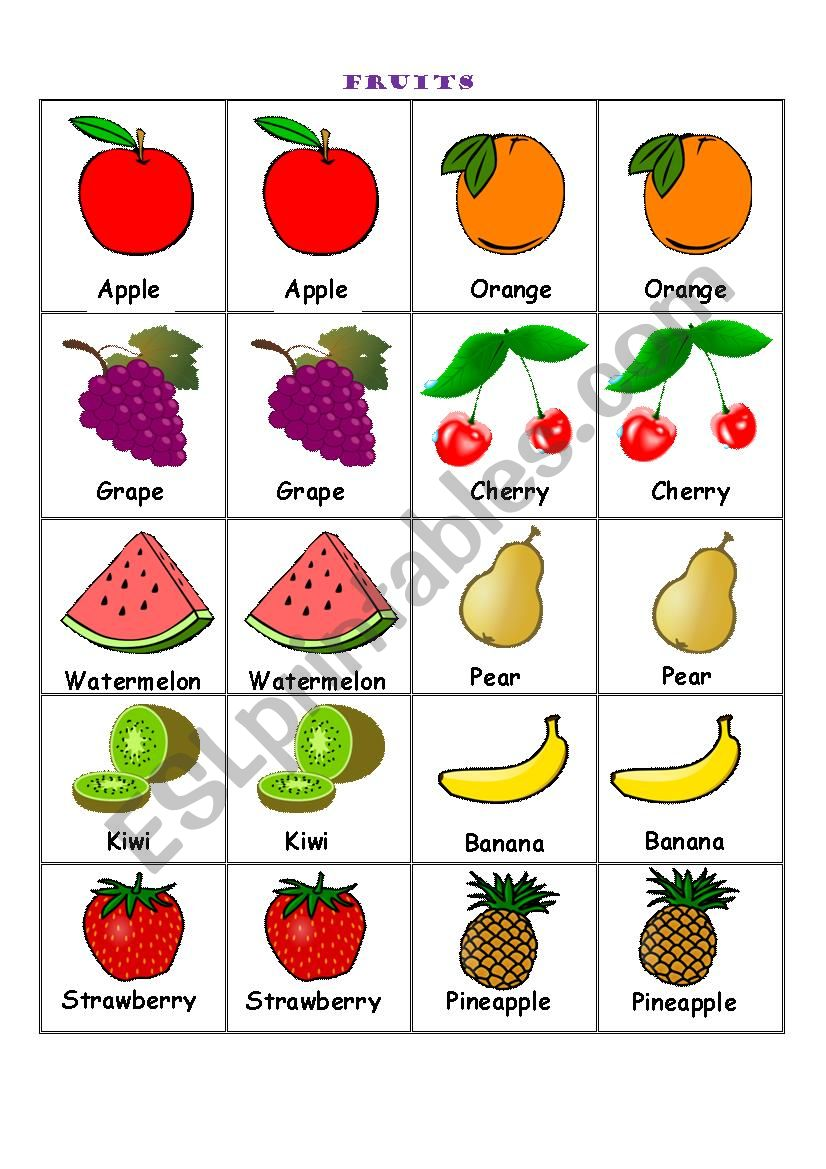 FRUITS
Apple Apple Orange Orange
Grape Grape Cherry Cherry
Watermelon Watermelon Pear Pear
Kiwi Kiwi Banana Banana
Strawberry Strawberry Pineapple Pineapple
ESLprintables.com